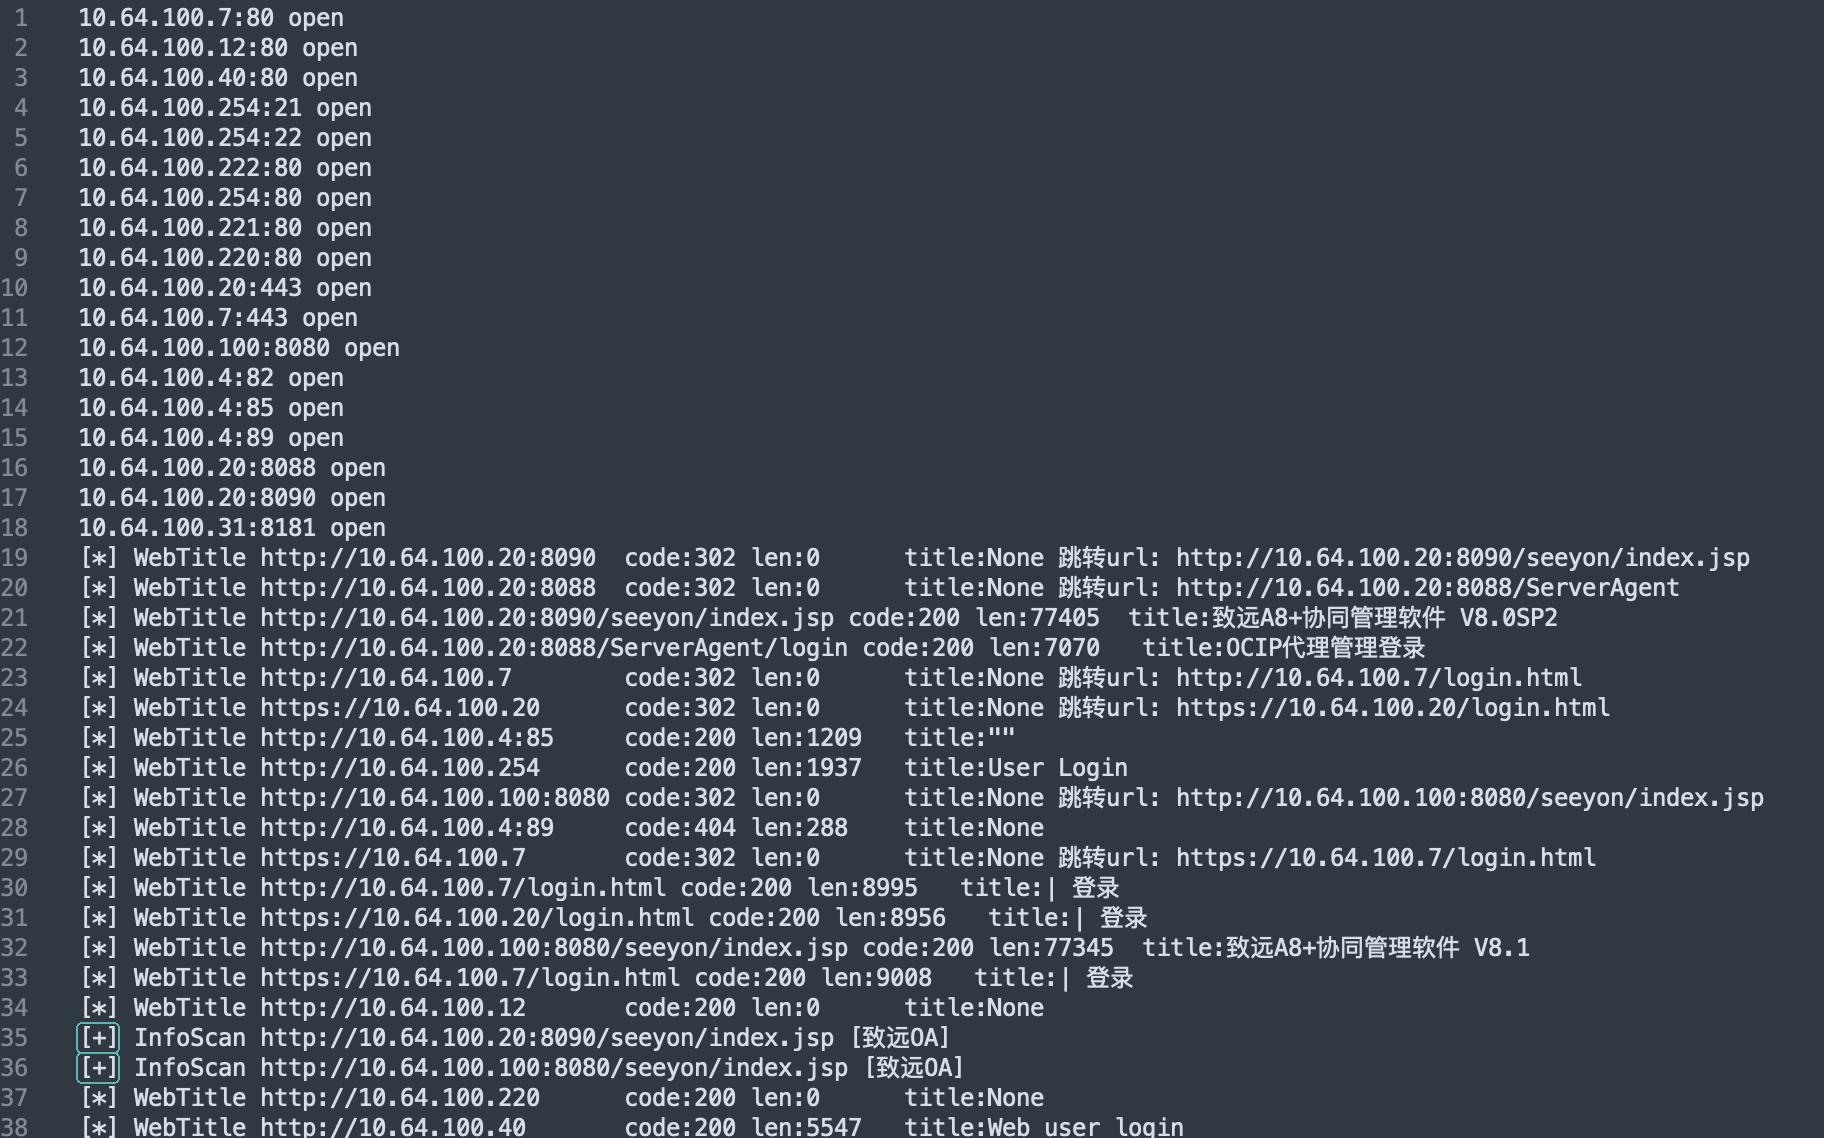 1 10.64.100.7:80 open
2 10.64.100.12:80 open
3 10.64.100.40:80 open
4 10.64.100.254:21 open
5 10.64.100.254:22 open
6 10.64.100.222:80 open
7 10.64.100.254:80 open
8 10.64.100.221:80 open
9 10.64.100.220:80 open
10 10.64.100.20:443 open
11 10.64.100.7:443 open
12 10.64.100.100:8080 open
13 10.64.100.4:82 open
14 10.64.100.4:85 open
15 10.64.100.4:89 open
16 10.64.100.20:8088 open
17 10.64.100.20:8090 open
18 10.64.100.31:8181 open
19 [*] WebTitle http://10.64.100.20:8090 code:302 len:0 title:None 跳转url: http://10.64.100.20:8090/seeyon/index.jsp
20 [*] WebTitle http://10.64.100.20:8088 code:302 len:0 title:None 跳转url: http://10.64.100.20:8088/ServerAgent
21 [*] WebTitle http://10.64.100.20:8090/seeyon/index.jsp code:200 len:77405 title:致远A8+协同管理软件 V8.0SP2
22 [*] WebTitle http://10.64.100.20:8088/ServerAgent/login code:200 len:7070 title:OCIP代理管理登录
23 [*] WebTitle http://10.64.100.7 code:302 len:0 title:None 跳转url: http://10.64.100.7/login.html
24 [*] WebTitle https://10.64.100.20 code:302 len:0 title:None 跳转url: https://10.64.100.20/login.html
25 [*] WebTitle http://10.64.100.4:85 code:200 len:1209 title:""
26 [*] WebTitle http://10.64.100.254 code:200 len:1937 title:User Login
27 [*] WebTitle http://10.64.100.100:8080 code:302 len:0 title:None 跳转url: http://10.64.100.100:8080/seeyon/index.jsp
28 [*] WebTitle http://10.64.100.4:89 code:404 len:288 title:None
29 [*] WebTitle https://10.64.100.7 code:302 len:0 title:None 跳转url: https://10.64.100.7/login.html
30 [*] WebTitle http://10.64.100.7/login.html code:200 len:8995 title:| 登录
31 [*] WebTitle https://10.64.100.20/login.html code:200 len:8956 title:| 登录
32 [*] WebTitle http://10.64.100.100:8080/seeyon/index.jsp code:200 len:77345 title:致远A8+协同管理软件 V8.1
33 [*] WebTitle https://10.64.100.7/login.html code:200 len:9008 title:| 登录
34 [*] WebTitle http://10.64.100.12 code:200 len:0 title:None
35 [+] InfoScan http://10.64.100.20:8090/seeyon/index.jsp [致远OA]
36 [+] InfoScan http://10.64.100.100:8080/seeyon/index.jsp [致远OA]
37 [*] WebTitle http://10.64.100.220 code:200 len:0 title:None
38 [*] WebTitle http://10.64.100.40 code:200 len:5547 title:Web user login